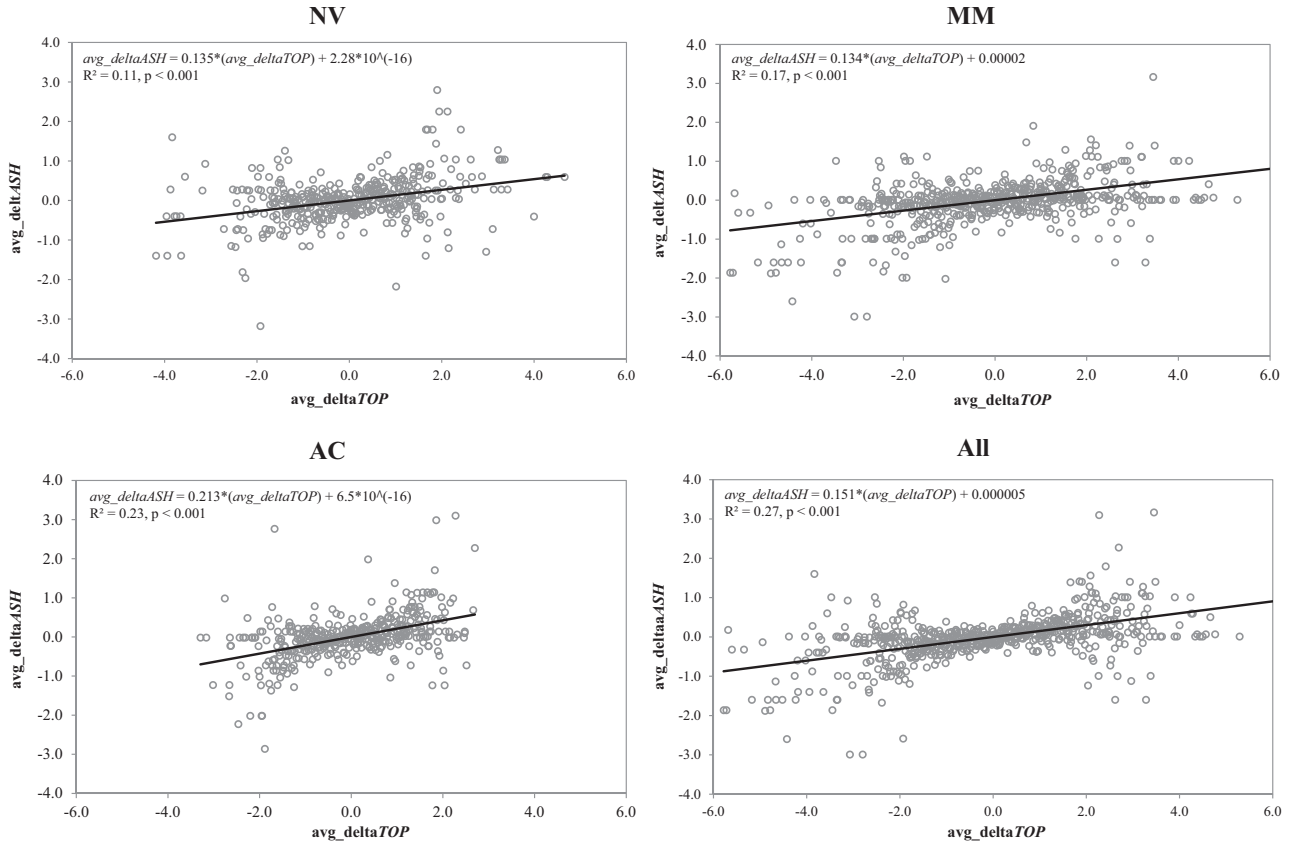 NV
avg_deltaASH = 0.135*(avg_deltaTOP) + 2.28*10^(-16)
R² = 0.11, p < 0.001
4.0
3.0
2.0
1.0
0.0
-1.0
-2.0
-3.0
-4.0
avg_deltASH
-6.0 -4.0 -2.0 0.0 2.0 4.0 6.0
avg_deltaTOP
MM
avg_deltaASH = 0.134*(avg_deltaTOP) + 0.00002
R² = 0.17, p < 0.001
4.0
3.0
2.0
1.0
0.0
-1.0
-2.0
-3.0
-4.0
avg_deltASH
-6.0 -4.0 -2.0 0.0 2.0 4.0 6.0
avg_deltaTOP
AC
avg_deltaASH = 0.213*(avg_deltaTOP) + 6.5*10^(-16)
R² = 0.23, p < 0.001
4.0
3.0
2.0
1.0
0.0
-1.0
-2.0
-3.0
-4.0
avg_deltaASH
-6.0 -4.0 -2.0 0.0 2.0 4.0 6.0
avg_deltaTOP
All
avg_deltaASH = 0.151*(avg_deltaTOP) + 0.000005
R² = 0.27, p < 0.001
4.0
3.0
2.0
1.0
0.0
-1.0
-2.0
-3.0
-4.0
avg_deltaaASH
-6.0 -4.0 -2.0 0.0 2.0 4.0 6.0
avg_deltaTOP